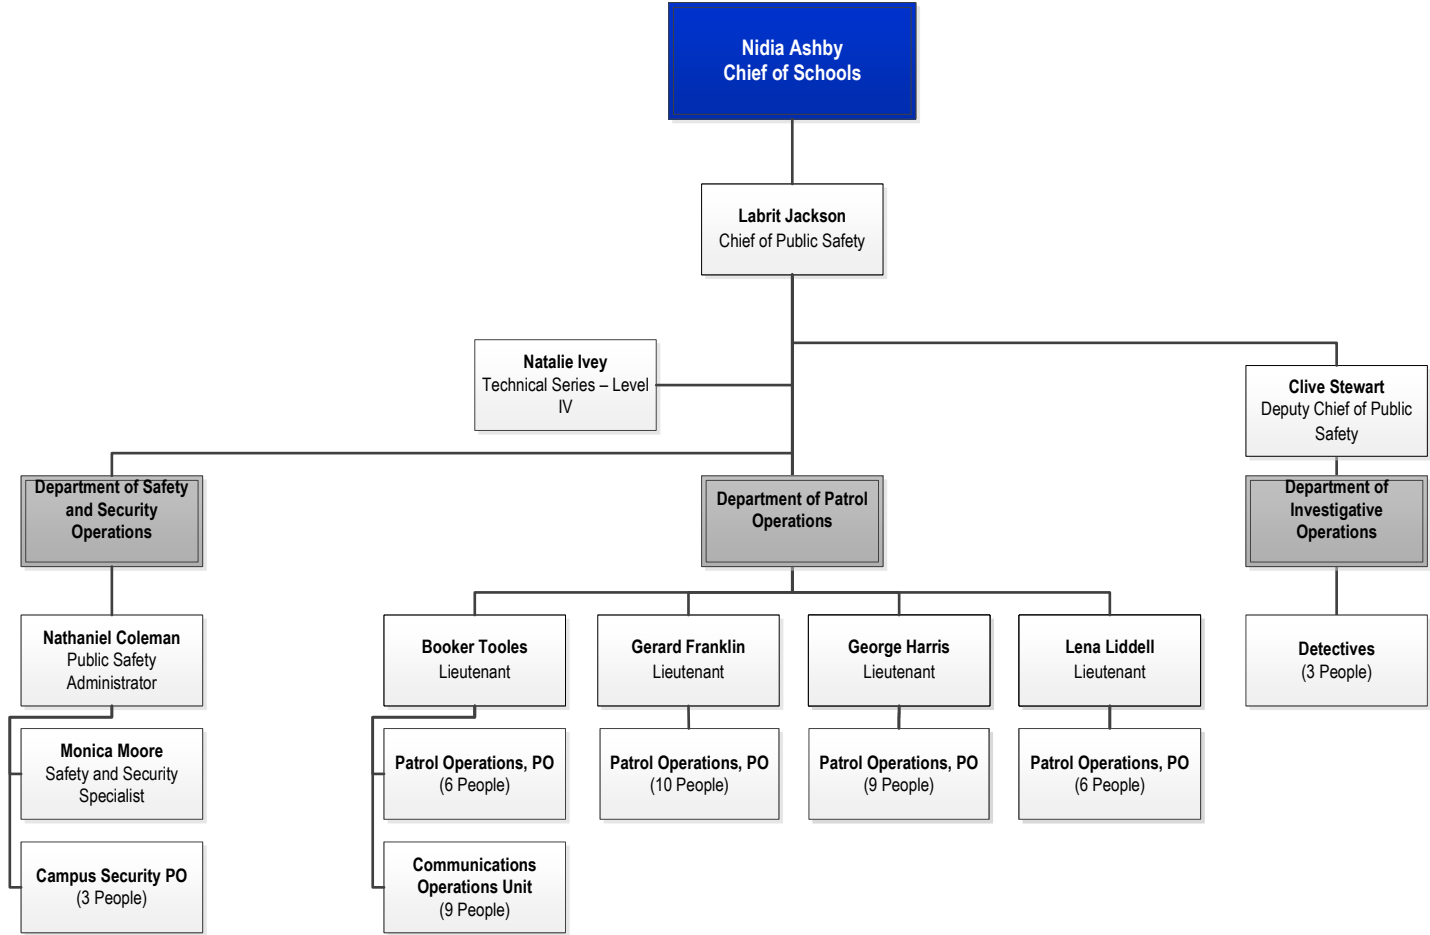 Nidia Ashby
Chief of Schools
Labrit Jackson
Chief of Public Safety
Natalie Ivey
Technical Series – Level
IV
Clive Stewart
Deputy Chief of Public
Safety
Department of Safety
and Security
Operations
Department of Patrol
Operations
Department of
Investigative
Operations
Nathaniel Coleman
Public Safety
Administrator
Booker Tooles
Lieutenant
Gerard Franklin
Lieutenant
George Harris
Lieutenant
Lena Liddell
Lieutenant
Detectives
(3 People)
Monica Moore
Safety and Security
Specialist
Patrol Operations, PO
(6 People)
Patrol Operations, PO
(10 People)
Patrol Operations, PO
(9 People)
Patrol Operations, PO
(6 People)
Campus Security PO
(3 People)
Communications
Operations Unit
(9 People)